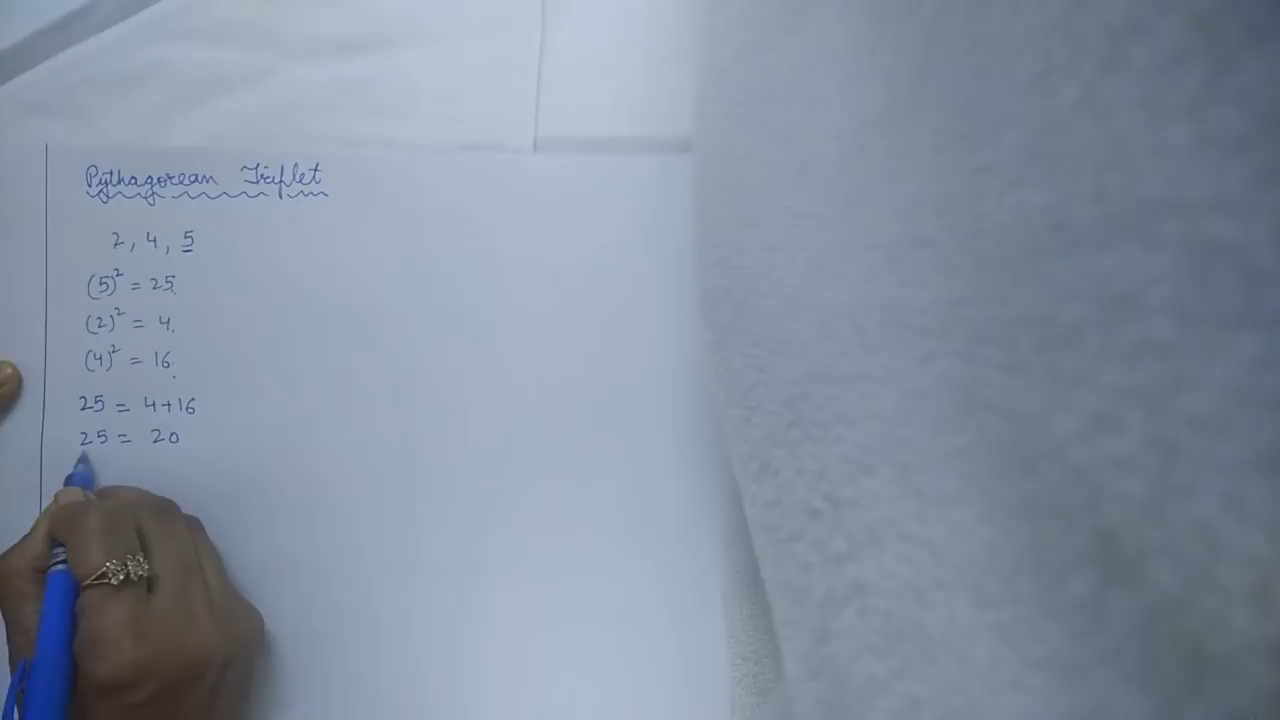 Pythagorean Triplet
2, 4, 5
(5)² = 25.
(2)² = 4.
(4)² = 16.
25 = 4+16
25 = 20